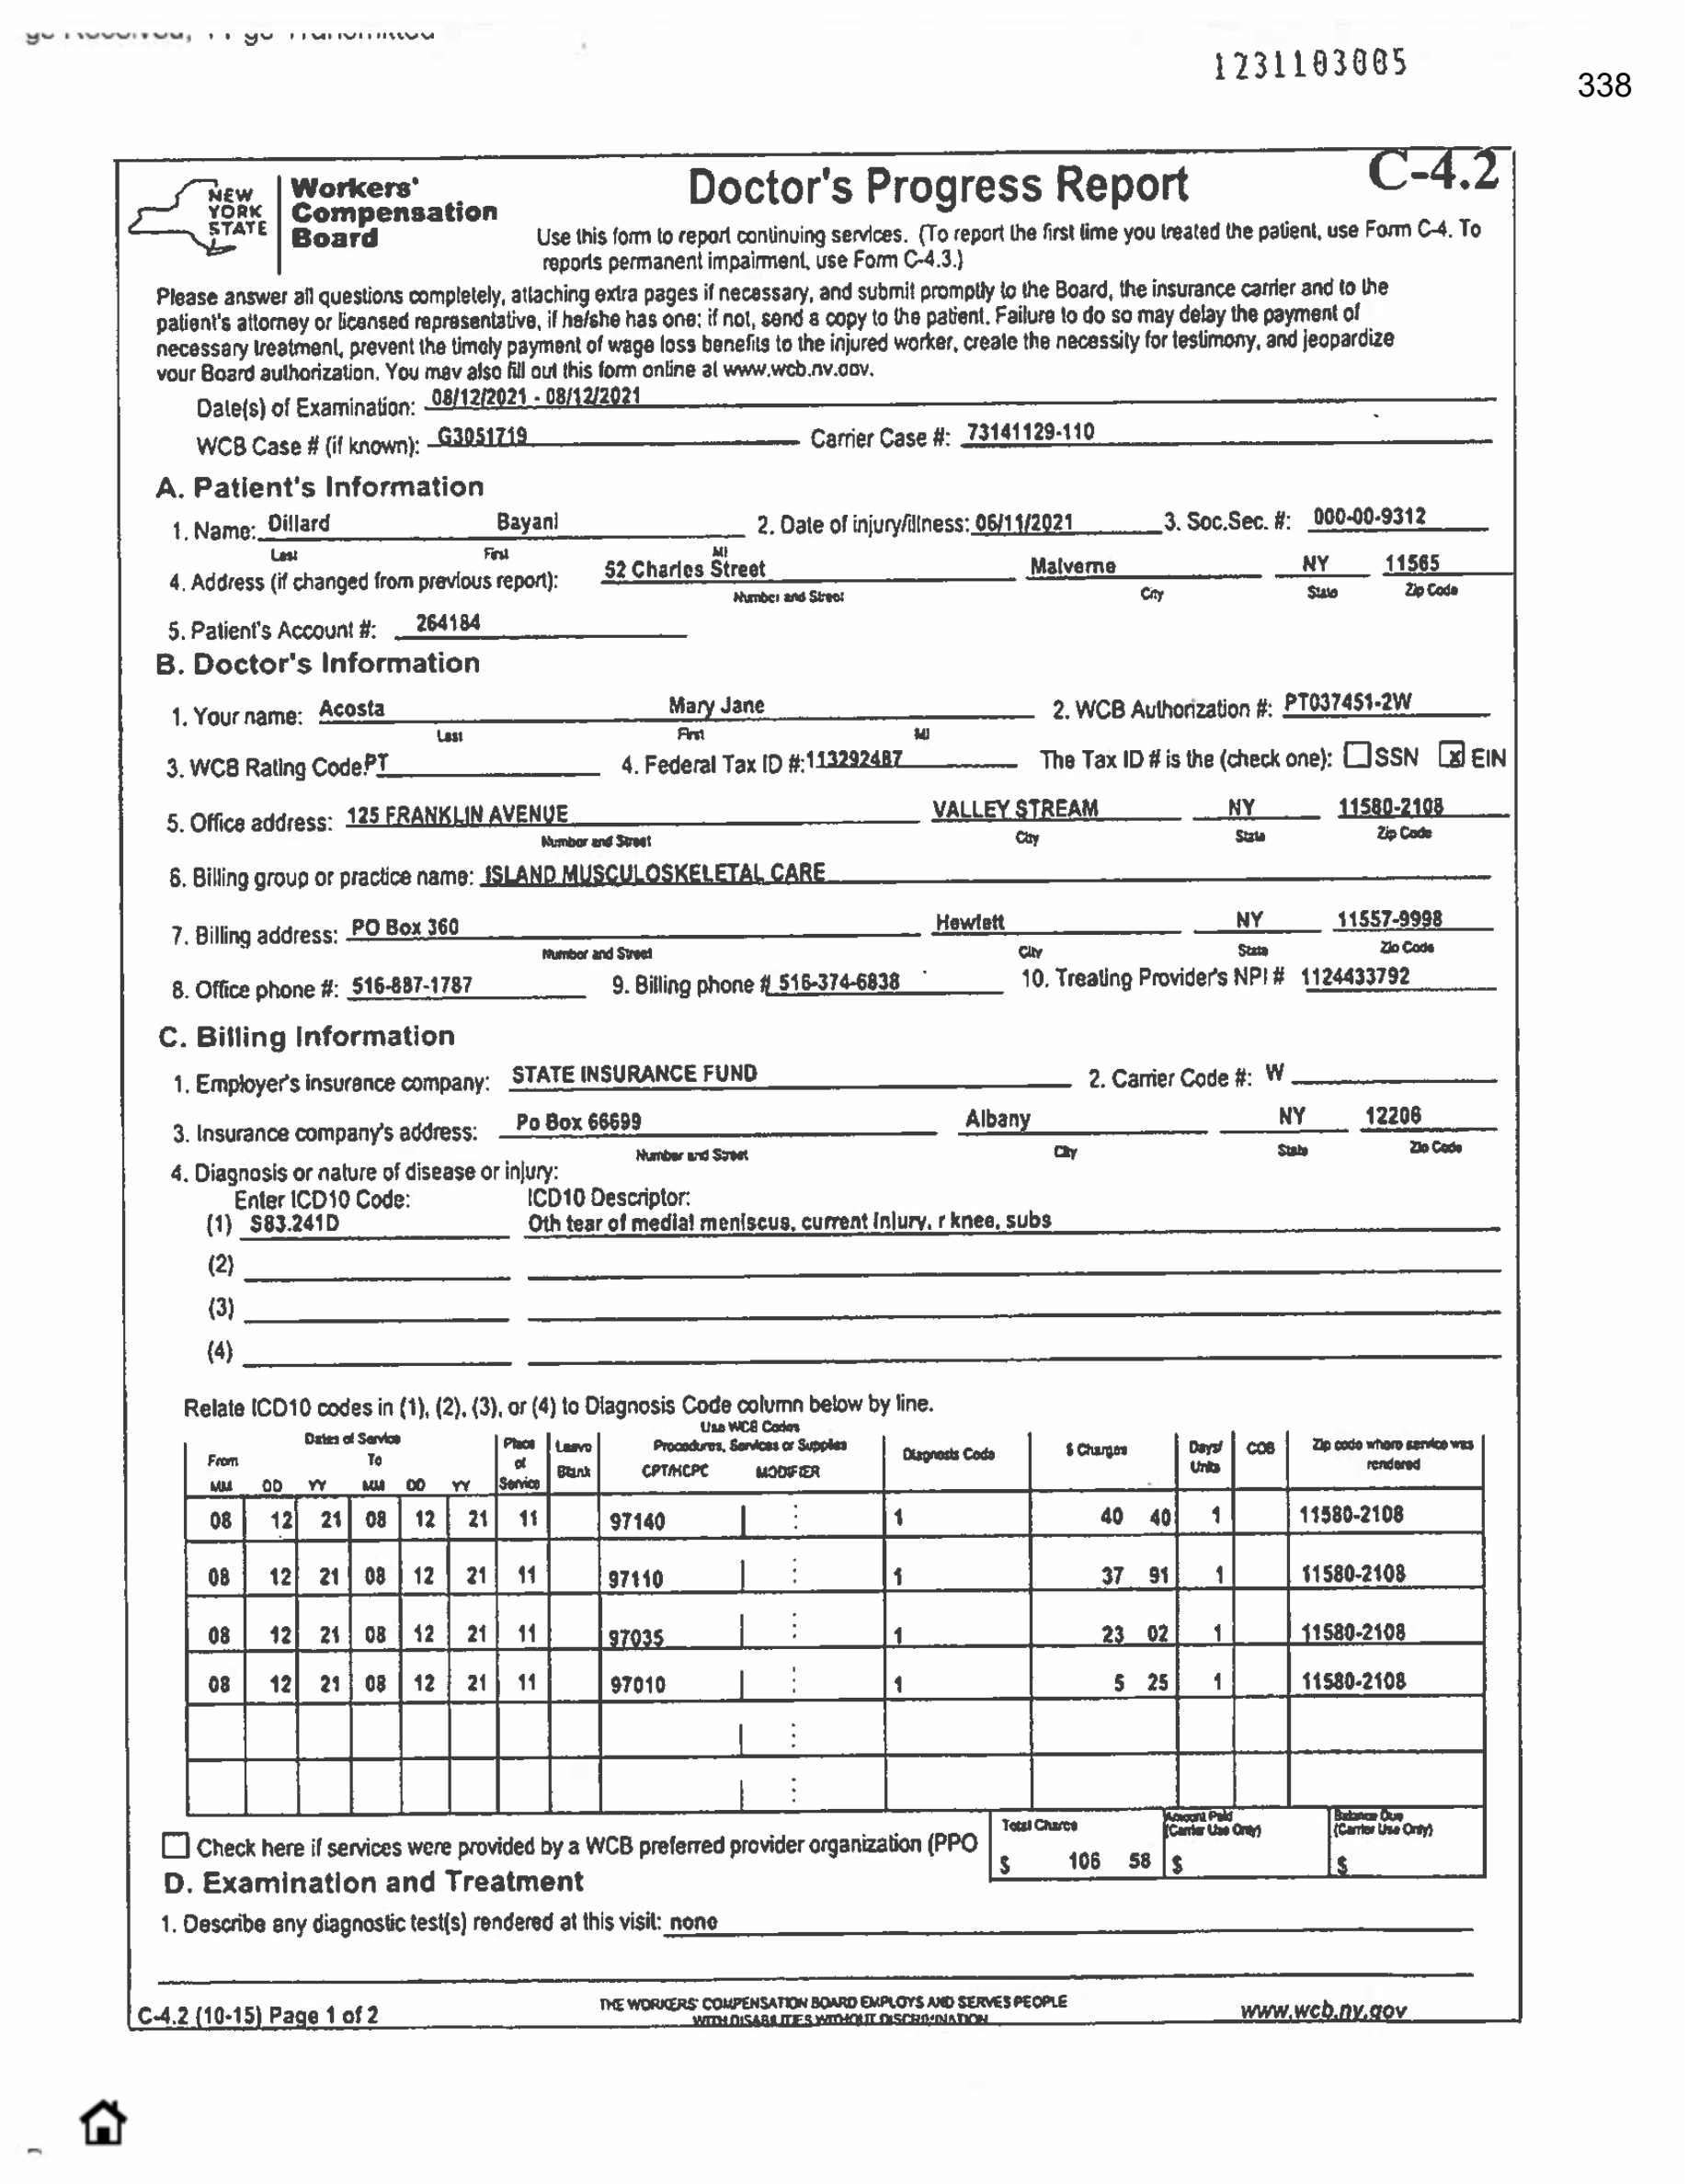 1231103005
338
NEW YORK STATE
Workers' Compensation Board
Doctor's Progress Report
C-4.2
Use this form to report continuing services. (To report the first time you treated the patient, use Form C-4. To
reports permanent impairment, use Form C-4.3.)
Please answer all questions completely, attaching extra pages if necessary, and submit promptly to the Board, the insurance carrier and to the
patient's attorney or licensed representative, if he/she has one; if not, send a copy to the patient. Failure to do so may delay the payment of
necessary treatment, prevent the timely payment of wage loss benefits to the injured worker, create the necessity for testimony, and jeopardize
your Board authorization. You may also fill out this form online at www.wcb.ny.gov.
Date(s) of Examination: 08/12/2021 - 08/12/2021
WCB Case # (if known): G3051719 Carrier Case #: 73141129-110
A. Patient's Information
1. Name: Dillard Bayani 2. Date of injury/illness: 06/11/2021 3. Soc.Sec. #: 000-00-9312
Last First MI
4. Address (if changed from previous report): 52 Charles Street Malverne NY 11565
Number and Street City State Zip Code
5. Patient's Account #: 264184
B. Doctor's Information
1. Your name: Acosta Mary Jane 2. WCB Authorization #: PT037451-2W
Last First MI
3. WCB Rating Code: PT 4. Federal Tax ID #: 113292487 The Tax ID # is the (check one): SSN x EIN
5. Office address: 125 FRANKLIN AVENUE VALLEY STREAM NY 11580-2108
Number and Street City State Zip Code
6. Billing group or practice name: ISLAND MUSCULOSKELETAL CARE
7. Billing address: PO Box 360 Hewlett NY 11557-9998
Number and Street City State Zip Code
8. Office phone #: 516-887-1787 9. Billing phone # 516-374-6838 10. Treating Provider's NPI # 1124433792
C. Billing Information
1. Employer's insurance company: STATE INSURANCE FUND 2. Carrier Code #: W
3. Insurance company's address: Po Box 66699 Albany NY 12206
Number and Street City State Zip Code
4. Diagnosis or nature of disease or injury:
Enter ICD10 Code: ICD10 Descriptor:
(1) S83.241D Oth tear of medial meniscus, current injury, r knee, subs
(2)
(3)
(4)
Relate ICD10 codes in (1), (2), (3), or (4) to Diagnosis Code column below by line.
Use WCB Codes
Dates of Service Place of Service Leave Blank Procedures, Services or Supplies Diagnosis Code $ Charges Days/ Units COB Zip code where service was rendered
From To CPT/HCPC MODIFIER
MM DD YY MM DD YY
08 12 21 08 12 21 11 97140 1 40 40 1 11580-2108
08 12 21 08 12 21 11 97110 1 37 91 1 11580-2108
08 12 21 08 12 21 11 97035 1 23 02 1 11580-2108
08 12 21 08 12 21 11 97010 1 5 25 1 11580-2108
Check here if services were provided by a WCB preferred provider organization (PPO
Total Charge Amount Paid (Carrier Use Only) Balance Due (Carrier Use Only)
$ 106 58 $ $
D. Examination and Treatment
1. Describe any diagnostic test(s) rendered at this visit: none
C-4.2 (10-15) Page 1 of 2
THE WORKERS' COMPENSATION BOARD EMPLOYS AND SERVES PEOPLE
WITH DISABILITIES WITHOUT DISCRIMINATION
www.wcb.ny.gov